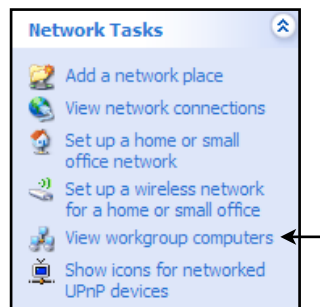 Network Tasks
Add a network place
View network connections
Set up a home or small
office network
Set up a wireless network
for a home or small office
View workgroup computers
Show icons for networked
UPnP devices